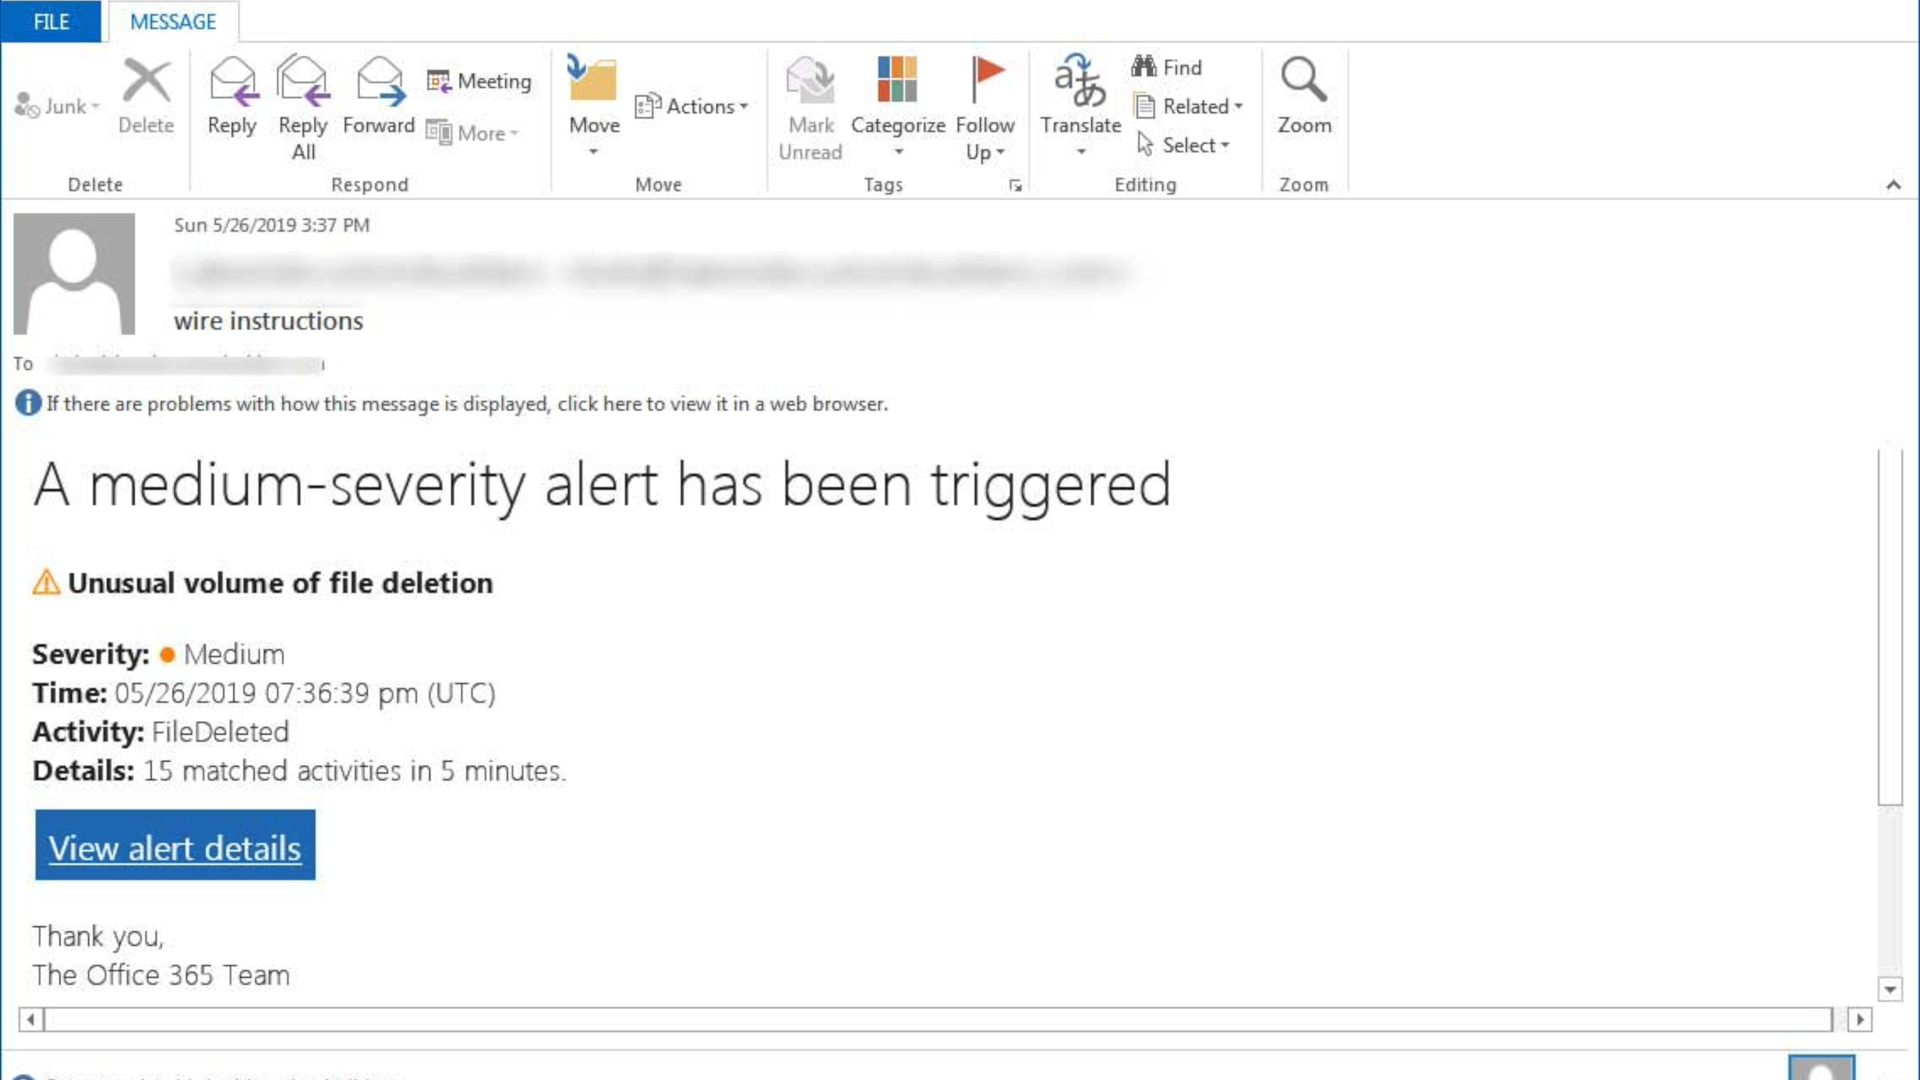 FILE MESSAGE
Junk Delete Reply Reply All Forward Meeting More Move Actions Mark Unread Categorize Follow Up Translate Find Related Select Zoom
Delete Respond Move Tags Editing Zoom
Sun 5/26/2019 3:37 PM
wire instructions
To
If there are problems with how this message is displayed, click here to view it in a web browser.
A medium-severity alert has been triggered
Unusual volume of file deletion
Severity: Medium
Time: 05/26/2019 07:36:39 pm (UTC)
Activity: FileDeleted
Details: 15 matched activities in 5 minutes.
View alert details
Thank you,
The Office 365 Team